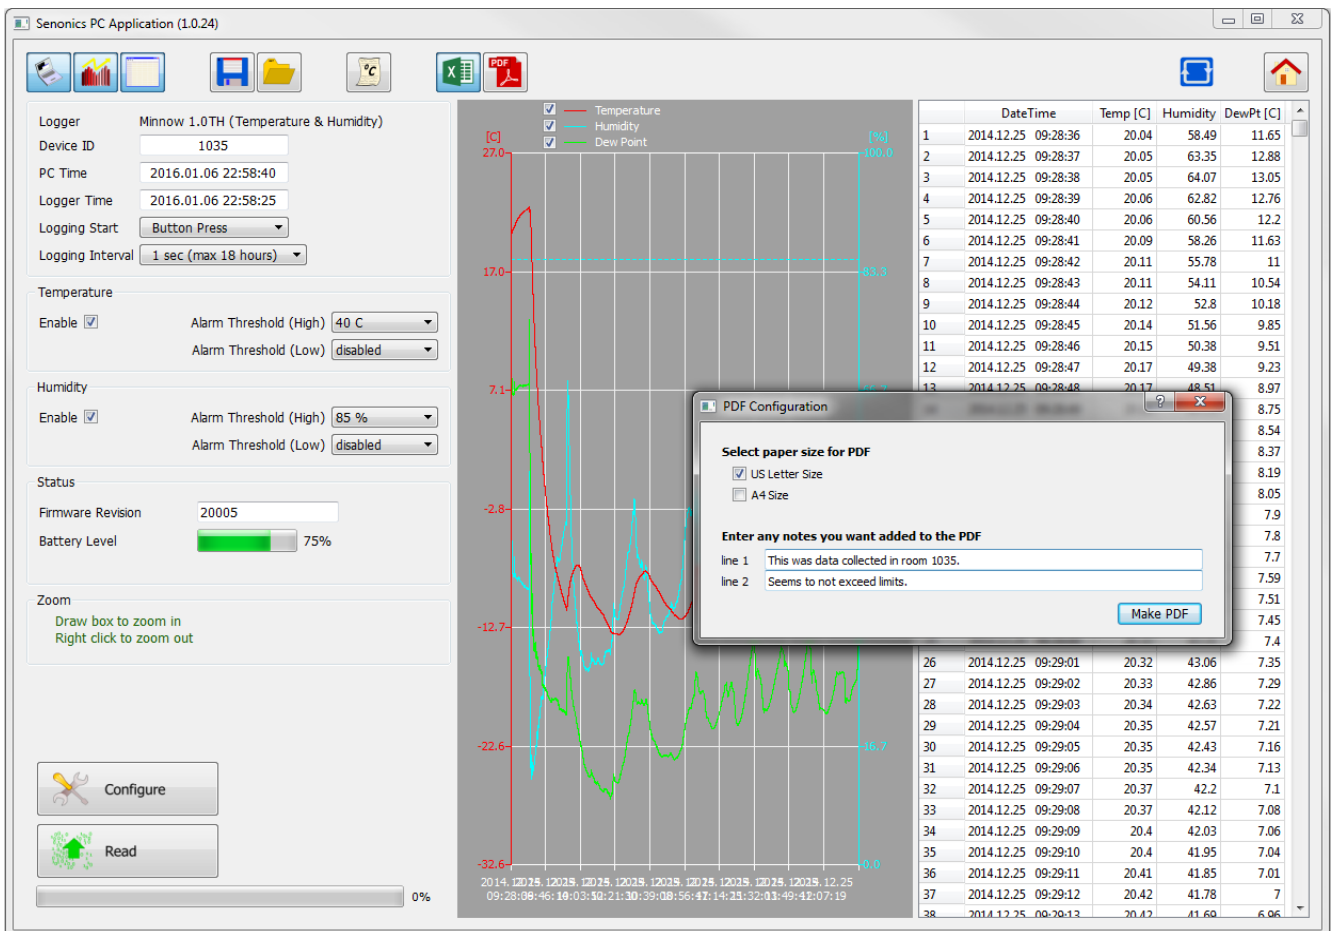 Senonics PC Application (1.0.24)
PDF
Logger Minnow 1.0TH (Temperature & Humidity)
Device ID 1035
PC Time 2016.01.06 22:58:40
Logger Time 2016.01.06 22:58:25
Logging Start Button Press
Logging Interval 1 sec (max 18 hours)
Temperature
Enable Alarm Threshold (High) 40 C
Alarm Threshold (Low) disabled
Humidity
Enable Alarm Threshold (High) 85 %
Alarm Threshold (Low) disabled
Status
Firmware Revision 20005
Battery Level 75%
Zoom
Draw box to zoom in
Right click to zoom out
Configure
Read
0%
Temperature
Humidity
Dew Point
[C] [%]
27.0 100.0
17.0 83.3
7.1
-2.8
-12.7
-22.6 16.7
-32.6 0.0
DateTime Temp [C] Humidity DewPt [C]
1 2014.12.25 09:28:36 20.04 58.49 11.65
2 2014.12.25 09:28:37 20.05 63.35 12.88
3 2014.12.25 09:28:38 20.05 64.07 13.05
4 2014.12.25 09:28:39 20.06 62.82 12.76
5 2014.12.25 09:28:40 20.06 60.56 12.2
6 2014.12.25 09:28:41 20.09 58.26 11.63
7 2014.12.25 09:28:42 20.11 55.78 11
8 2014.12.25 09:28:43 20.11 54.11 10.54
9 2014.12.25 09:28:44 20.12 52.8 10.18
10 2014.12.25 09:28:45 20.14 51.56 9.85
11 2014.12.25 09:28:46 20.15 50.38 9.51
12 2014.12.25 09:28:47 20.17 49.38 9.23
13 2014.12.25 09:28:48 20.17 48.51 8.97
8.75
8.54
8.37
8.19
8.05
7.9
7.8
7.7
7.59
7.51
7.45
7.4
26 2014.12.25 09:29:01 20.32 43.06 7.35
27 2014.12.25 09:29:02 20.33 42.86 7.29
28 2014.12.25 09:29:03 20.34 42.63 7.22
29 2014.12.25 09:29:04 20.35 42.57 7.21
30 2014.12.25 09:29:05 20.35 42.43 7.16
31 2014.12.25 09:29:06 20.35 42.34 7.13
32 2014.12.25 09:29:07 20.37 42.2 7.1
33 2014.12.25 09:29:08 20.37 42.12 7.08
34 2014.12.25 09:29:09 20.4 42.03 7.06
35 2014.12.25 09:29:10 20.4 41.95 7.04
36 2014.12.25 09:29:11 20.41 41.85 7.01
37 2014.12.25 09:29:12 20.42 41.78 7
38 2014.12.25 09:29:13 20.42 41.69 6.96
PDF Configuration
Select paper size for PDF
US Letter Size
A4 Size
Enter any notes you want added to the PDF
line 1 This was data collected in room 1035.
line 2 Seems to not exceed limits.
Make PDF